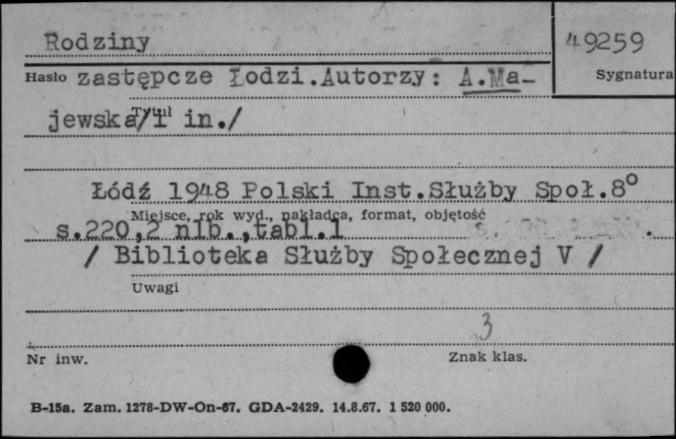 Rodziny
49259
Hasło zastępcze Łodzi.Autorzy: A.Ma-
Sygnatura
jewska/i in./
Tytuł
Łódź 1948 Polski Inst.Służby Społ.8°
Miejsce, rok wyd., nakładca, format, objętość
s.220,2 nlb.,tabl.1
/ Biblioteka Służby Społecznej V /
Uwagi
3
Nr inw.
Znak klas.
B-15a. Zam. 1278-DW-On-67. GDA-2429. 14.8.67. 1 520 000.